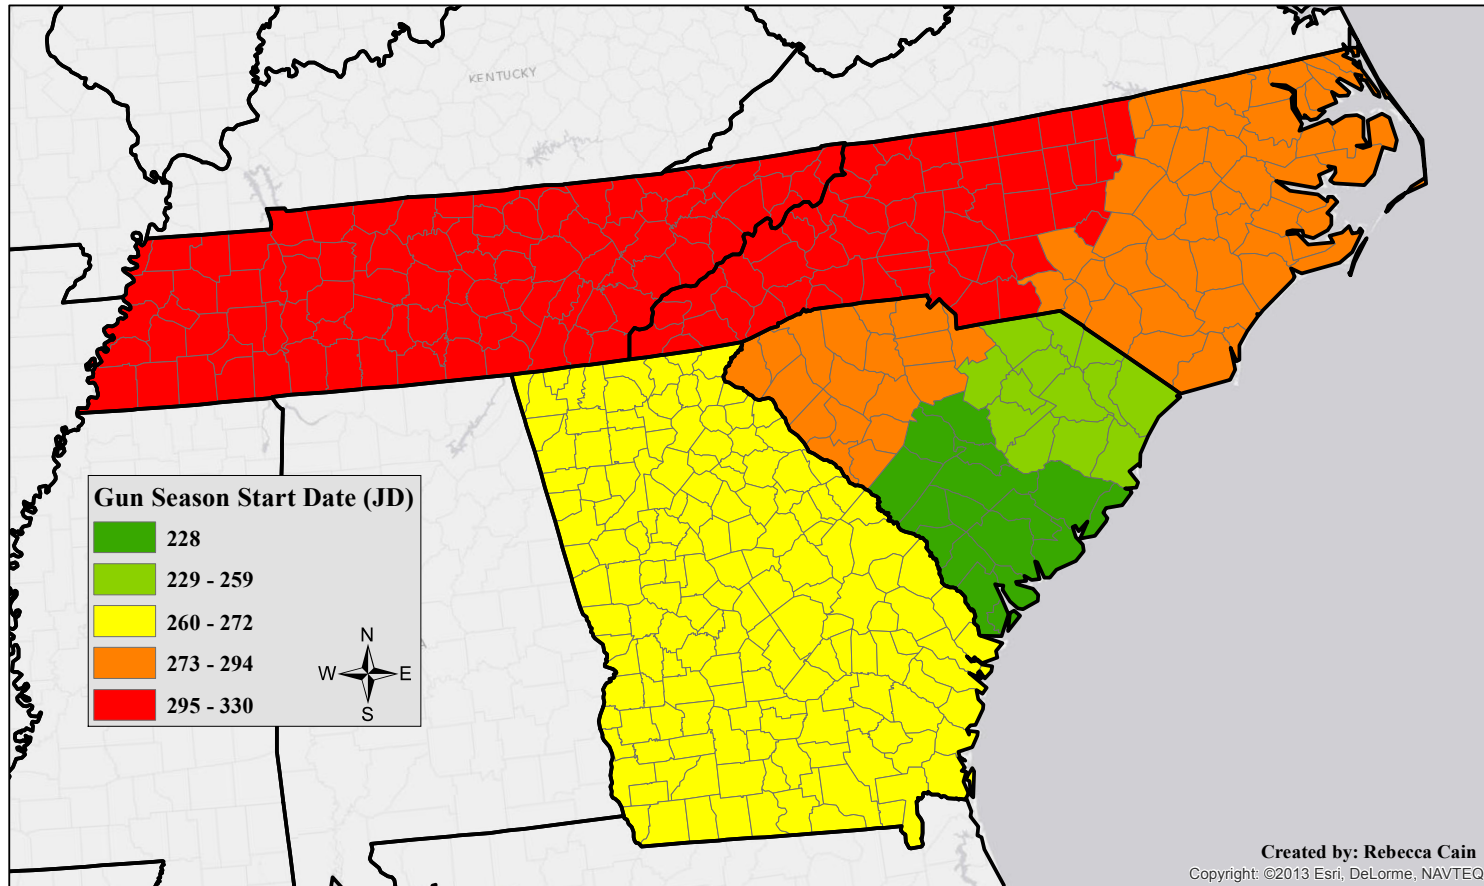 KENTUCKY
Gun Season Start Date (JD)
228
229 - 259
260 - 272
273 - 294
295 - 330
N
W E
S
Created by: Rebecca Cain
Copyright: ©2013 Esri, DeLorme, NAVTEC